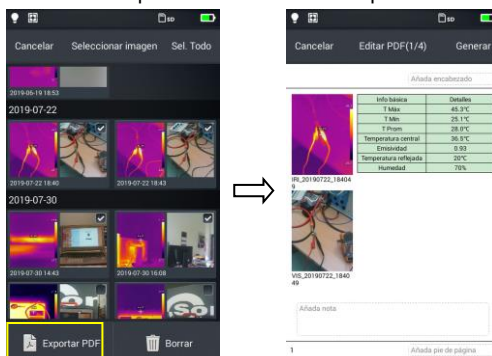 SD
Cancelar Seleccionar imagen Sel. Todo
2019-06-19 18:53
2019-07-22
2019-07-22 18:40
2019-07-22 18:43
2019-07-30
2019-07-30 14:43
2019-07-30 16:08
Exportar PDF
Borrar
SD
Cancelar Editar PDF(1/4) Generar
Añada encabezado
Info básica Detalles
T Máx 45.3℃
T Mín 25.1℃
T Prom 28.0℃
Temperatura central 36.5℃
Emisividad 0.93
Temperatura reflejada 20℃
Humedad 70%
IRI_20190722_18404
9
VIS_20190722_1840
49
Añada nota
1 Añada pie de página